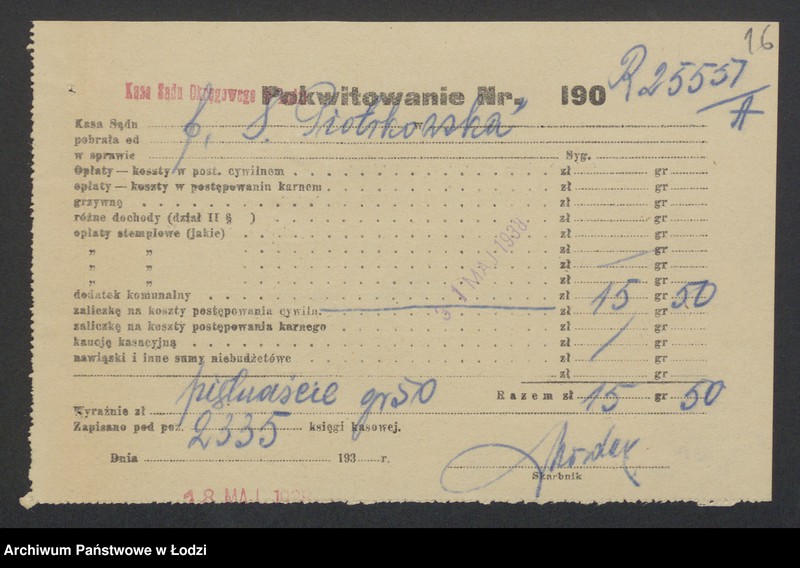 16
R 25557/A
Kasa Sądu Okręgowego Pokwitowanie Nr. 190
Kasa Sądu
pobrała od f. "S. Piotrkowska"
w sprawie Syg.
Opłaty — koszty w post. cywilnem zł gr
opłaty — koszty w postępowaniu karnem zł gr
grzywnę zł gr
różne dochody (dział II § ) zł gr
opłaty stemplowe (jakie) zł gr
" " zł gr
" " zł gr
" " zł gr
31 MAJ 1938
dodatek komunalny zł 15 gr 50
zaliczkę na koszty postępowania cywiln. zł gr
zaliczkę na koszty postępowania karnego zł gr
kaucję kasacyjną zł gr
nawiązki i inne sumy niebudżetowe zł gr
zł gr
Razem zł 15 gr 50
Wyraźnie zł piętnaście gr 50
Zapisano pod poz. 2335 księgi kasowej.
Dnia 193 r.
Skarbnik
18 MAJ 1938
Archiwum Państwowe w Łodzi